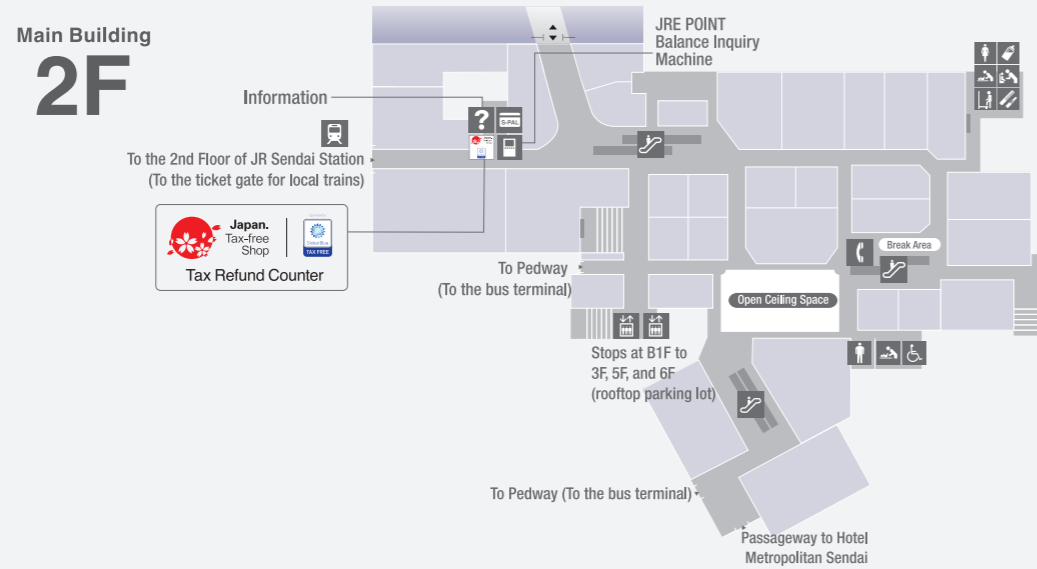 Main Building
2F
JRE POINT
Balance Inquiry
Machine
Information
?
S-PAL
To the 2nd Floor of JR Sendai Station
(To the ticket gate for local trains)
Japan.
Tax-free
Shop
TAX FREE
Tax Refund Counter
To Pedway
(To the bus terminal)
Break Area
Open Ceiling Space
Stops at B1F to
3F, 5F, and 6F
(rooftop parking lot)
To Pedway (To the bus terminal)
Passageway to Hotel
Metropolitan Sendai